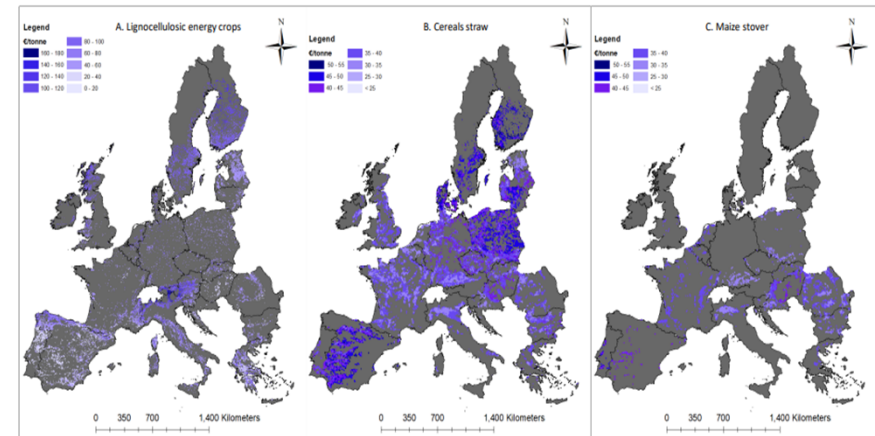 A. Lignocellulosic energy crops
N
Legend
€/tonne
160 - 180
140 - 160
120 - 140
100 - 120
80 - 100
60 - 80
40 - 60
20 - 40
0 - 20
0 350 700 1,400 Kilometers
B. Cereals straw
N
Legend
€/tonne
50 - 55
45 - 50
40 - 45
35 - 40
30 - 35
25 - 30
< 25
0 350 700 1,400 Kilometers
C. Maize stover
N
Legend
€/tonne
50 - 55
45 - 50
40 - 45
35 - 40
30 - 35
25 - 30
< 25
0 350 700 1,400 Kilometers